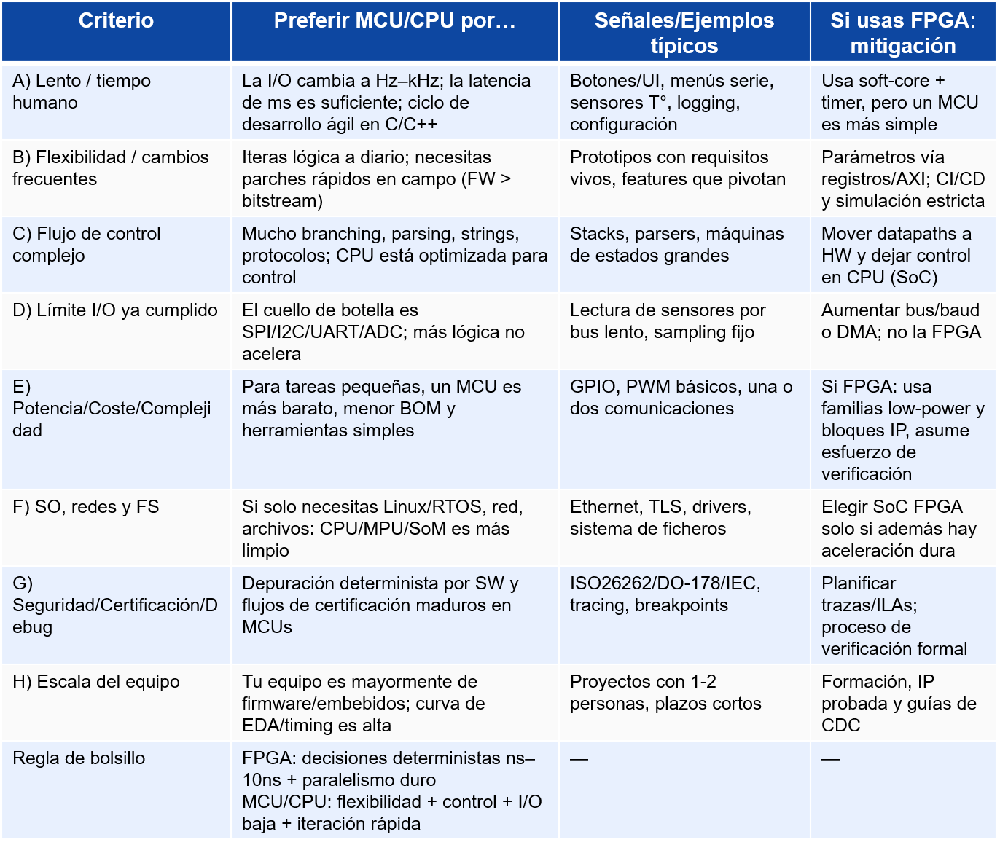 Criterio
Preferir MCU/CPU por…
Señales/Ejemplos
típicos
Si usas FPGA:
mitigación
A) Lento / tiempo
humano
La I/O cambia a Hz–kHz; la latencia
de ms es suficiente; ciclo de
desarrollo ágil en C/C++
Botones/UI, menús serie,
sensores T°, logging,
configuración
Usa soft-core +
timer, pero un MCU
es más simple
B) Flexibilidad / cambios
frecuentes
Iteras lógica a diario; necesitas
parches rápidos en campo (FW >
bitstream)
Prototipos con requisitos
vivos, features que pivotan
Parámetros vía
registros/AXI; CI/CD
y simulación estricta
C) Flujo de control
complejo
Mucho branching, parsing, strings,
protocolos; CPU está optimizada para
control
Stacks, parsers, máquinas
de estados grandes
Mover datapaths a
HW y dejar control
en CPU (SoC)
D) Límite I/O ya cumplido
El cuello de botella es
SPI/I2C/UART/ADC; más lógica no
acelera
Lectura de sensores por
bus lento, sampling fijo
Aumentar bus/baud
o DMA; no la FPGA
E)
Potencia/Coste/Compleji
dad
Para tareas pequeñas, un MCU es
más barato, menor BOM y
herramientas simples
GPIO, PWM básicos, una o
dos comunicaciones
Si FPGA: usa
familias low-power y
bloques IP, asume
esfuerzo de
verificación
F) SO, redes y FS
Si solo necesitas Linux/RTOS, red,
archivos: CPU/MPU/SoM es más
limpio
Ethernet, TLS, drivers,
sistema de ficheros
Elegir SoC FPGA
solo si además hay
aceleración dura
G)
Seguridad/Certificación/D
ebug
Depuración determinista por SW y
flujos de certificación maduros en
MCUs
ISO26262/DO-178/IEC,
tracing, breakpoints
Planificar
trazas/ILAs;
proceso de
verificación formal
H) Escala del equipo
Tu equipo es mayormente de
firmware/embebidos; curva de
EDA/timing es alta
Proyectos con 1-2
personas, plazos cortos
Formación, IP
probada y guías de
CDC
Regla de bolsillo
FPGA: decisiones deterministas ns–
10ns + paralelismo duro
MCU/CPU: flexibilidad + control + I/O
baja + iteración rápida
—
—